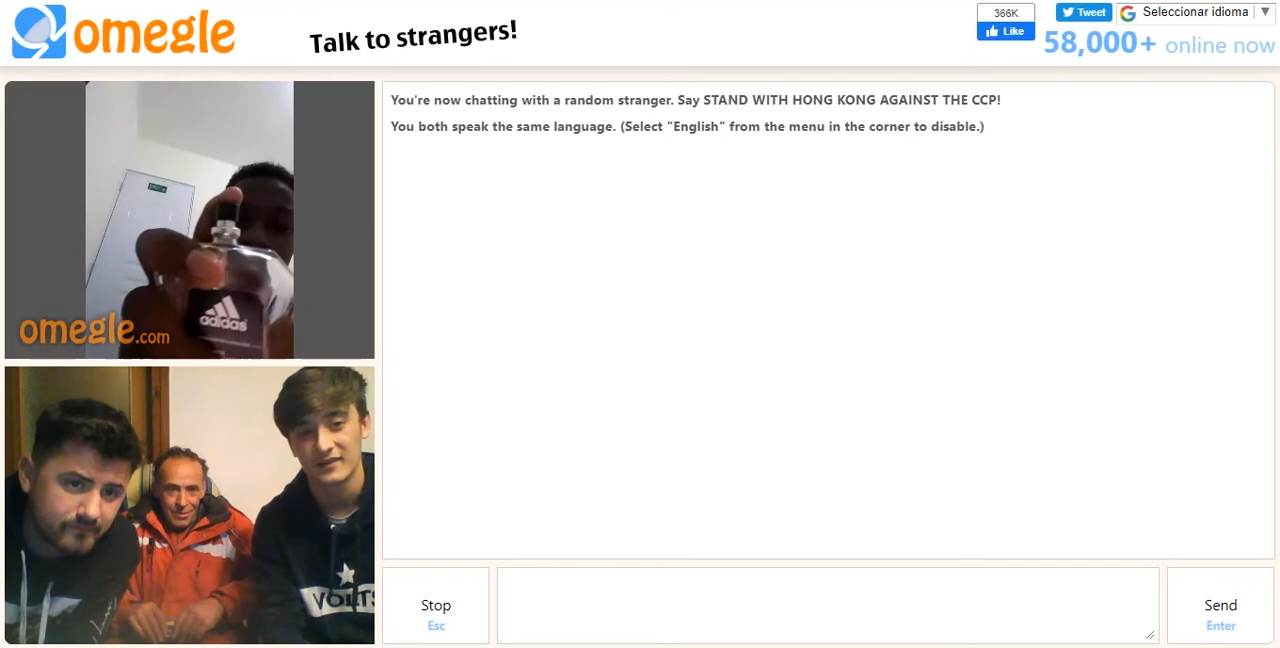 omegle
Talk to strangers!
366K
Like
Tweet
Seleccionar idioma
58,000+ online now
You're now chatting with a random stranger. Say STAND WITH HONG KONG AGAINST THE CCP!
You both speak the same language. (Select "English" from the menu in the corner to disable.)
adidas
omegle.com
VOLTS
Stop
Esc
Send
Enter